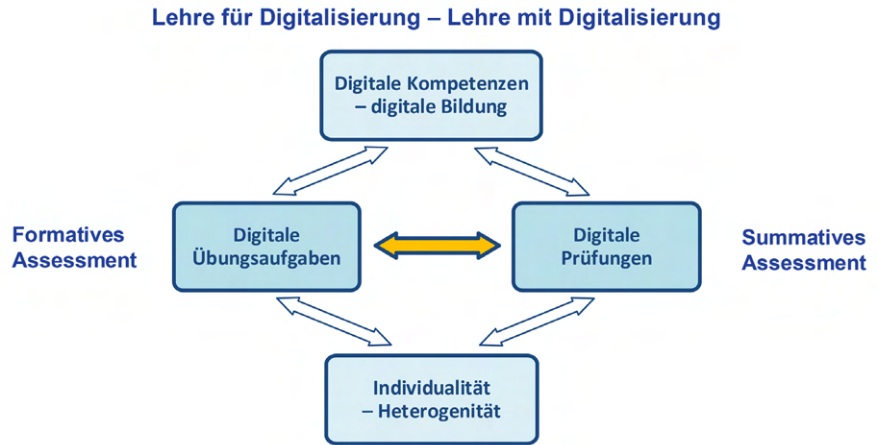 Lehre für Digitalisierung – Lehre mit Digitalisierung
Digitale Kompetenzen
– digitale Bildung
Formatives
Assessment
Digitale
Übungsaufgaben
Digitale
Prüfungen
Summatives
Assessment
Individualität
– Heterogenität